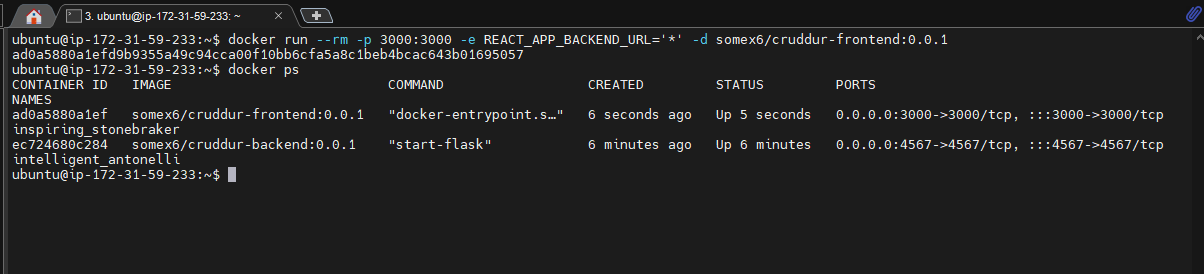 3. ubuntu@ip-172-31-59-233: ~
ubuntu@ip-172-31-59-233:~$ docker run --rm -p 3000:3000 -e REACT_APP_BACKEND_URL='*' -d somex6/cruddur-frontend:0.0.1
ad0a5880a1efd9b9355a49c94cca00f10bb6cfa5a8c1beb4bcac643b01695057
ubuntu@ip-172-31-59-233:~$ docker ps
CONTAINER ID   IMAGE                           COMMAND                  CREATED         STATUS         PORTS
NAMES
ad0a5880a1ef   somex6/cruddur-frontend:0.0.1   "docker-entrypoint.s…"   6 seconds ago   Up 5 seconds   0.0.0.0:3000->3000/tcp, :::3000->3000/tcp
inspiring_stonebraker
ec724680c284   somex6/cruddur-backend:0.0.1    "start-flask"            6 minutes ago   Up 6 minutes   0.0.0.0:4567->4567/tcp, :::4567->4567/tcp
intelligent_antonelli
ubuntu@ip-172-31-59-233:~$